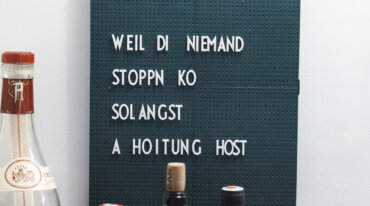 WEIL DI NIEMAND
STOPPN KO
SOLANGST
A HOITUNG HOST